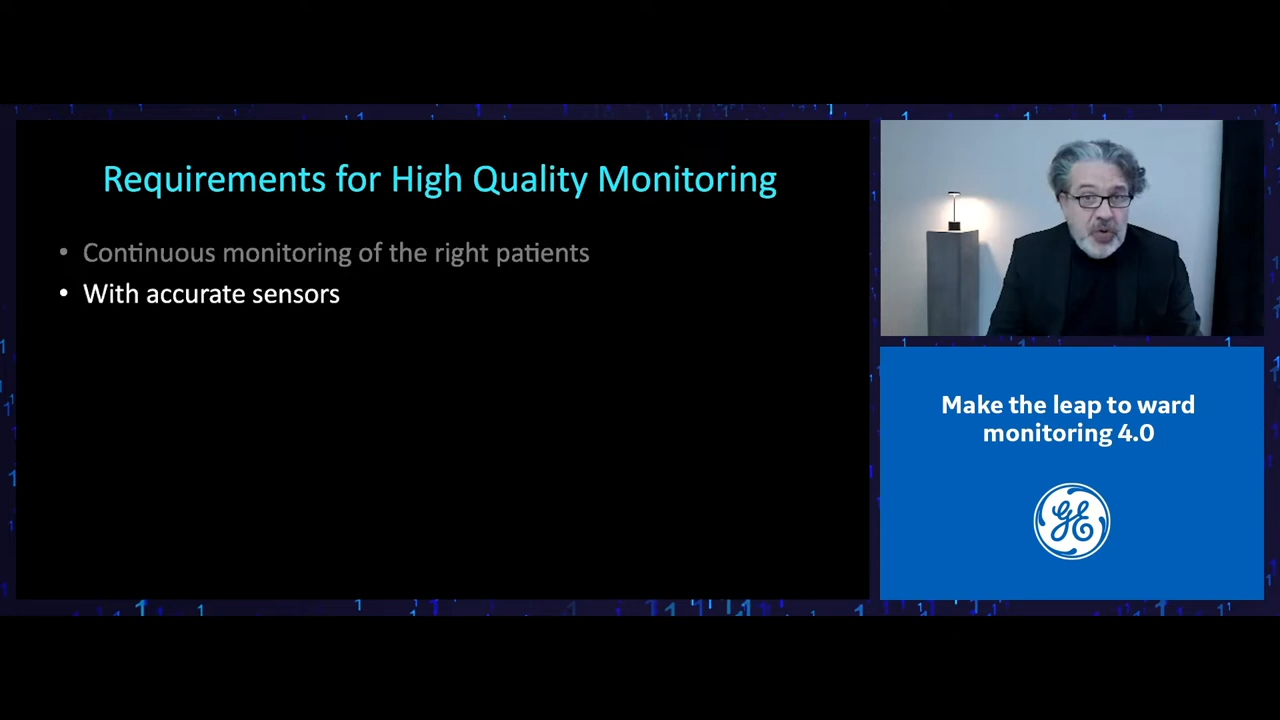 Requirements for High Quality Monitoring
• Continuous monitoring of the right patients
• With accurate sensors
Make the leap to ward
monitoring 4.0
GE